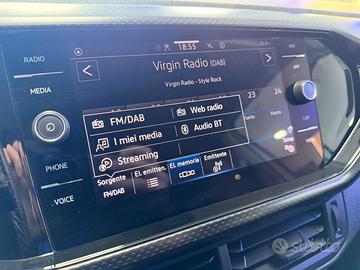 18:55
RADIO
Virgin Radio (DAB)
Virgin Radio - Style Rock
MEDIA
FM/DAB
Web radio
I miei media
Audio BT
Streaming
23
24
PHONE
VOICE
Sorgente
FM/DAB
El emitten.
El memoria
Emittente
subito